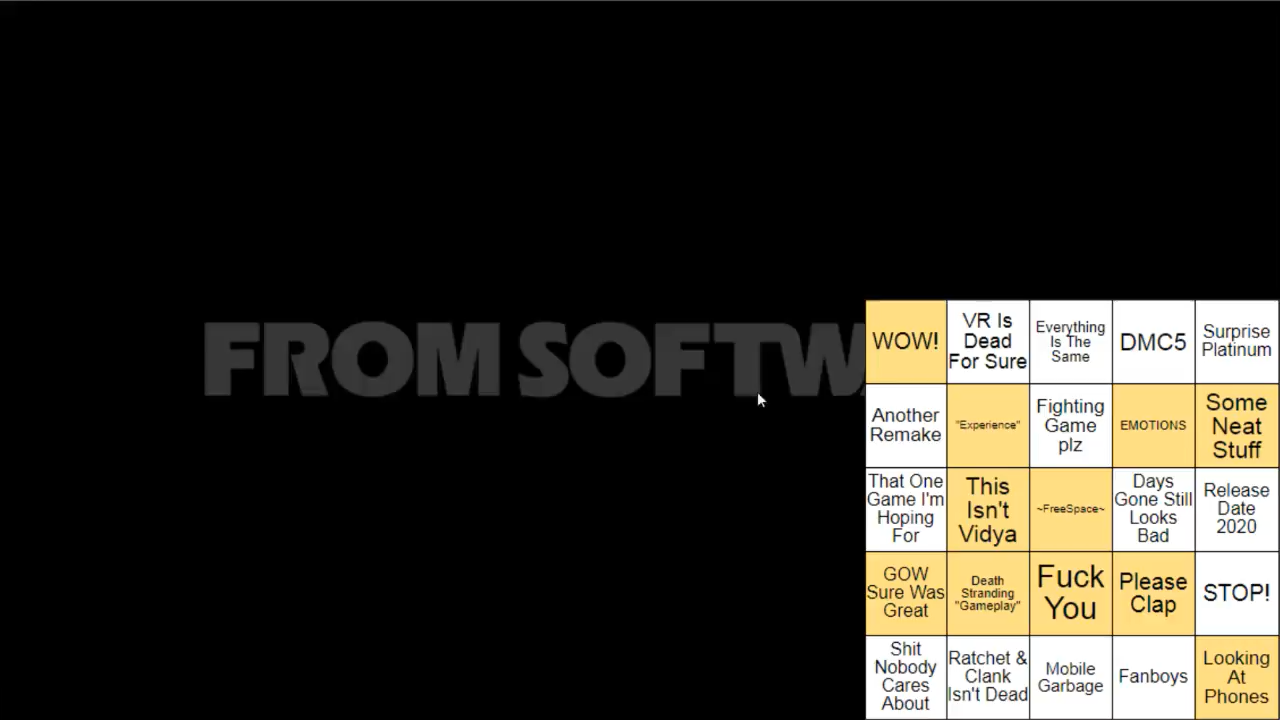 FROM SOFTW
WOW!
VR Is
Dead
For Sure
Everything
Is The
Same
DMC5
Surprise
Platinum
Another
Remake
"Experience"
Fighting
Game
plz
EMOTIONS
Some
Neat
Stuff
That One
Game I'm
Hoping
For
This
Isn't
Vidya
~FreeSpace~
Days
Gone Still
Looks
Bad
Release
Date
2020
GOW
Sure Was
Great
Death
Stranding
"Gameplay"
Fuck
You
Please
Clap
STOP!
Shit
Nobody
Cares
About
Ratchet &
Clank
Isn't Dead
Mobile
Garbage
Fanboys
Looking
At
Phones